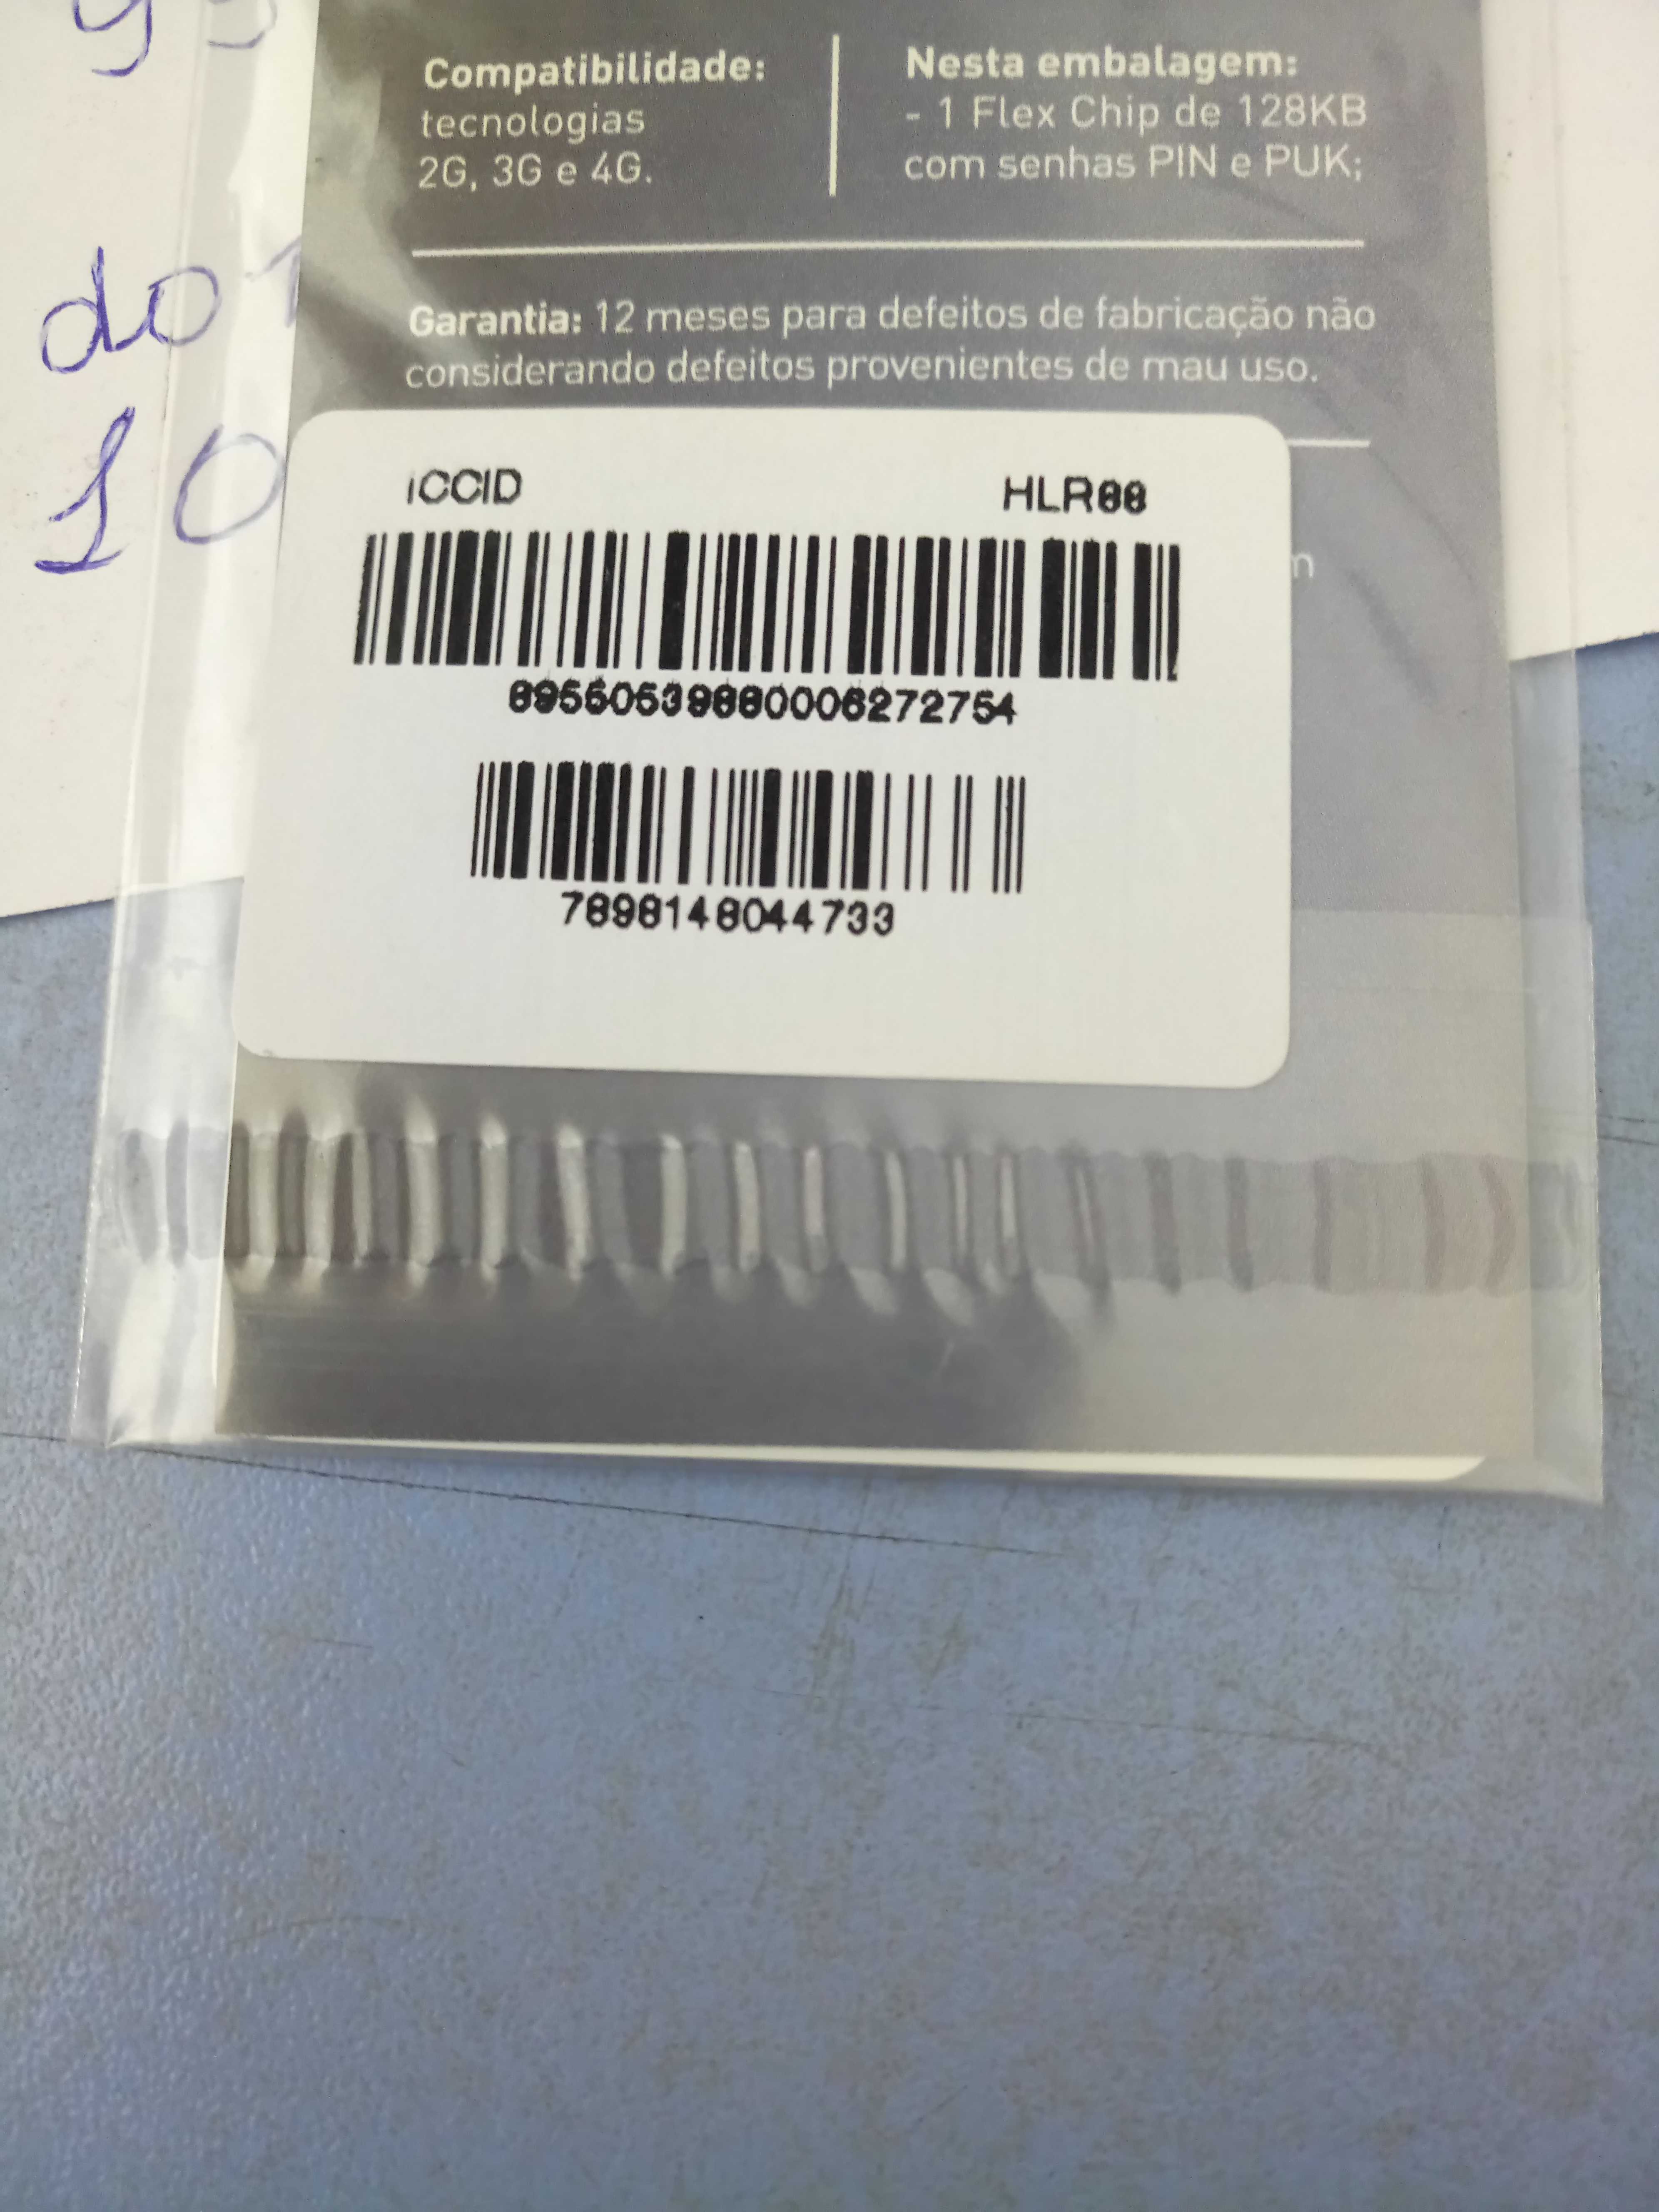 Compatibilidade:
tecnologias
2G, 3G e 4G.
Nesta embalagem:
- 1 Flex Chip de 128KB
com senhas PIN e PUK;
Garantia: 12 meses para defeitos de fabricação não
considerando defeitos provenientes de mau uso.
ICCID
HLR88
m
7898148044733
10